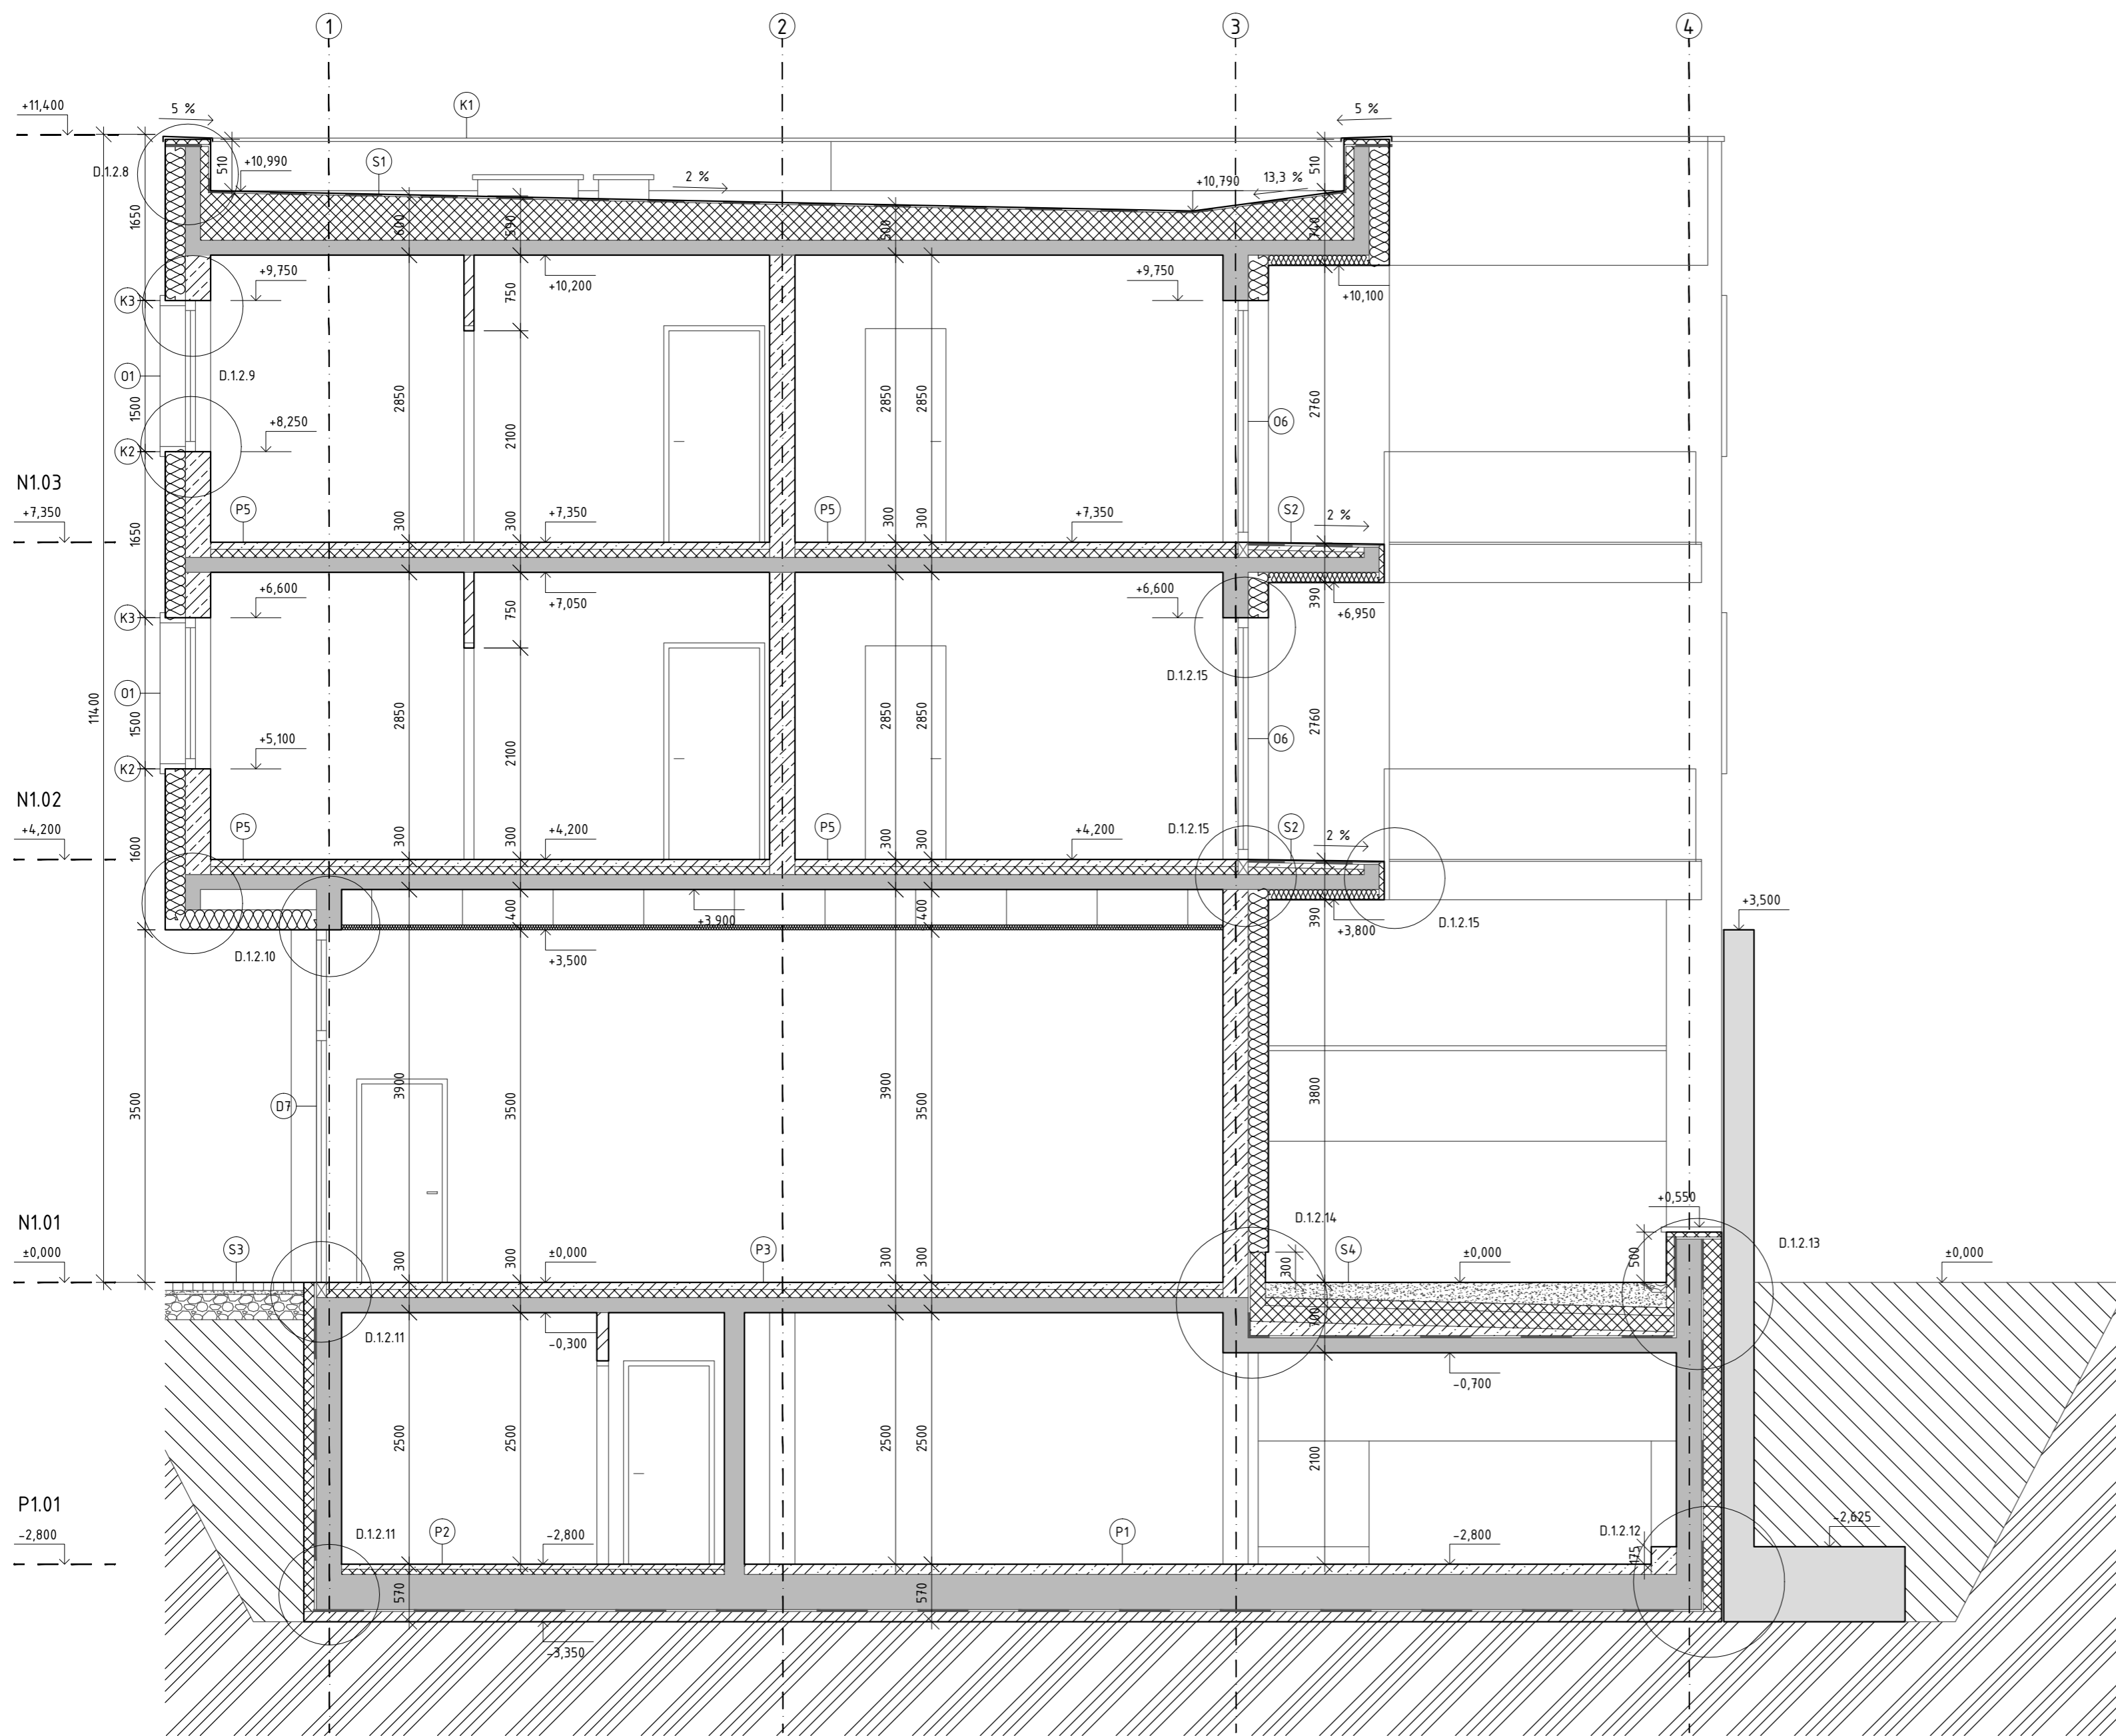 1 2 3 4
+11,400 5 % K1 5 %
D.1.2.8 510 +10,990 S1 2 % +10,790 13,3 % 510
1650 600 590 500 740
+9,750 +10,200 +9,750 +10,100
K3 750
O1 D.1.2.9 1500 2850 2100 2850 2850 2760 O6
+8,250
K2
N1.03
+7,350 1650 P5 300 300 +7,350 P5 300 300 +7,350 S2 2 %
+6,600 +7,050 +6,600 390 +6,950
K3 750
D.1.2.15
11400 O1 1500 2850 2100 2850 2850 2760 O6
+5,100
K2
N1.02
+4,200 1600 P5 300 300 +4,200 P5 300 300 +4,200 D.1.2.15 S2 2 %
400 +3,900 400 390 +3,800 D.1.2.15 +3,500
D.1.2.10 +3,500
3500 D7 3900 3500 3900 3500 3800
N1.01
±0,000 S3 300 300 ±0,000 P3 300 300 D.1.2.14 300 S4 ±0,000 +0,550 500 D.1.2.13 ±0,000
D.1.2.11 -0,300 700 -0,700
2500 2500 2500 2500 2100
P1.01
-2,800 D.1.2.11 P2 -2,800 P1 -2,800 D.1.2.12 175 -2,625
570 570
-3,350